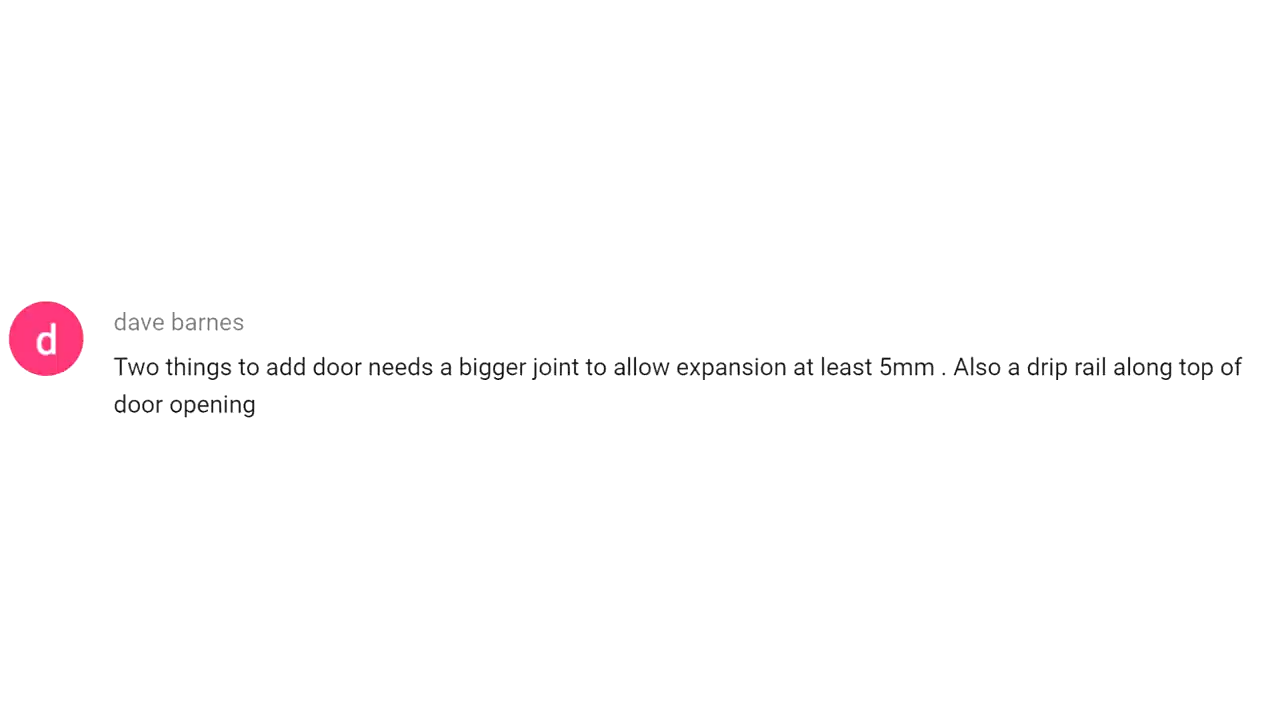 d
dave barnes
Two things to add door needs a bigger joint to allow expansion at least 5mm . Also a drip rail along top of
door opening